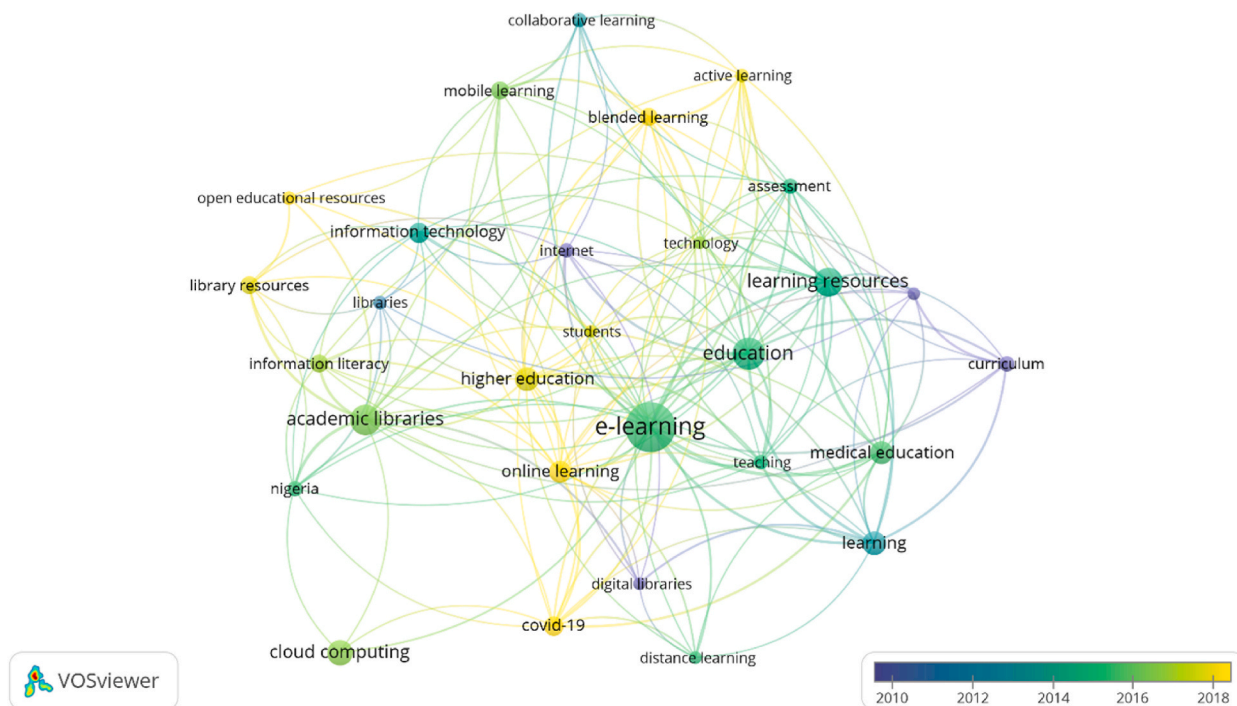 collaborative learning
active learning
mobile learning
blended learning
assessment
open educational resources
information technology
internet
technology
learning resources
library resources
libraries
students
education
information literacy
higher education
curriculum
academic libraries
e-learning
medical education
online learning
teaching
nigeria
learning
digital libraries
covid-19
cloud computing
distance learning
VOSviewer
2010 2012 2014 2016 2018